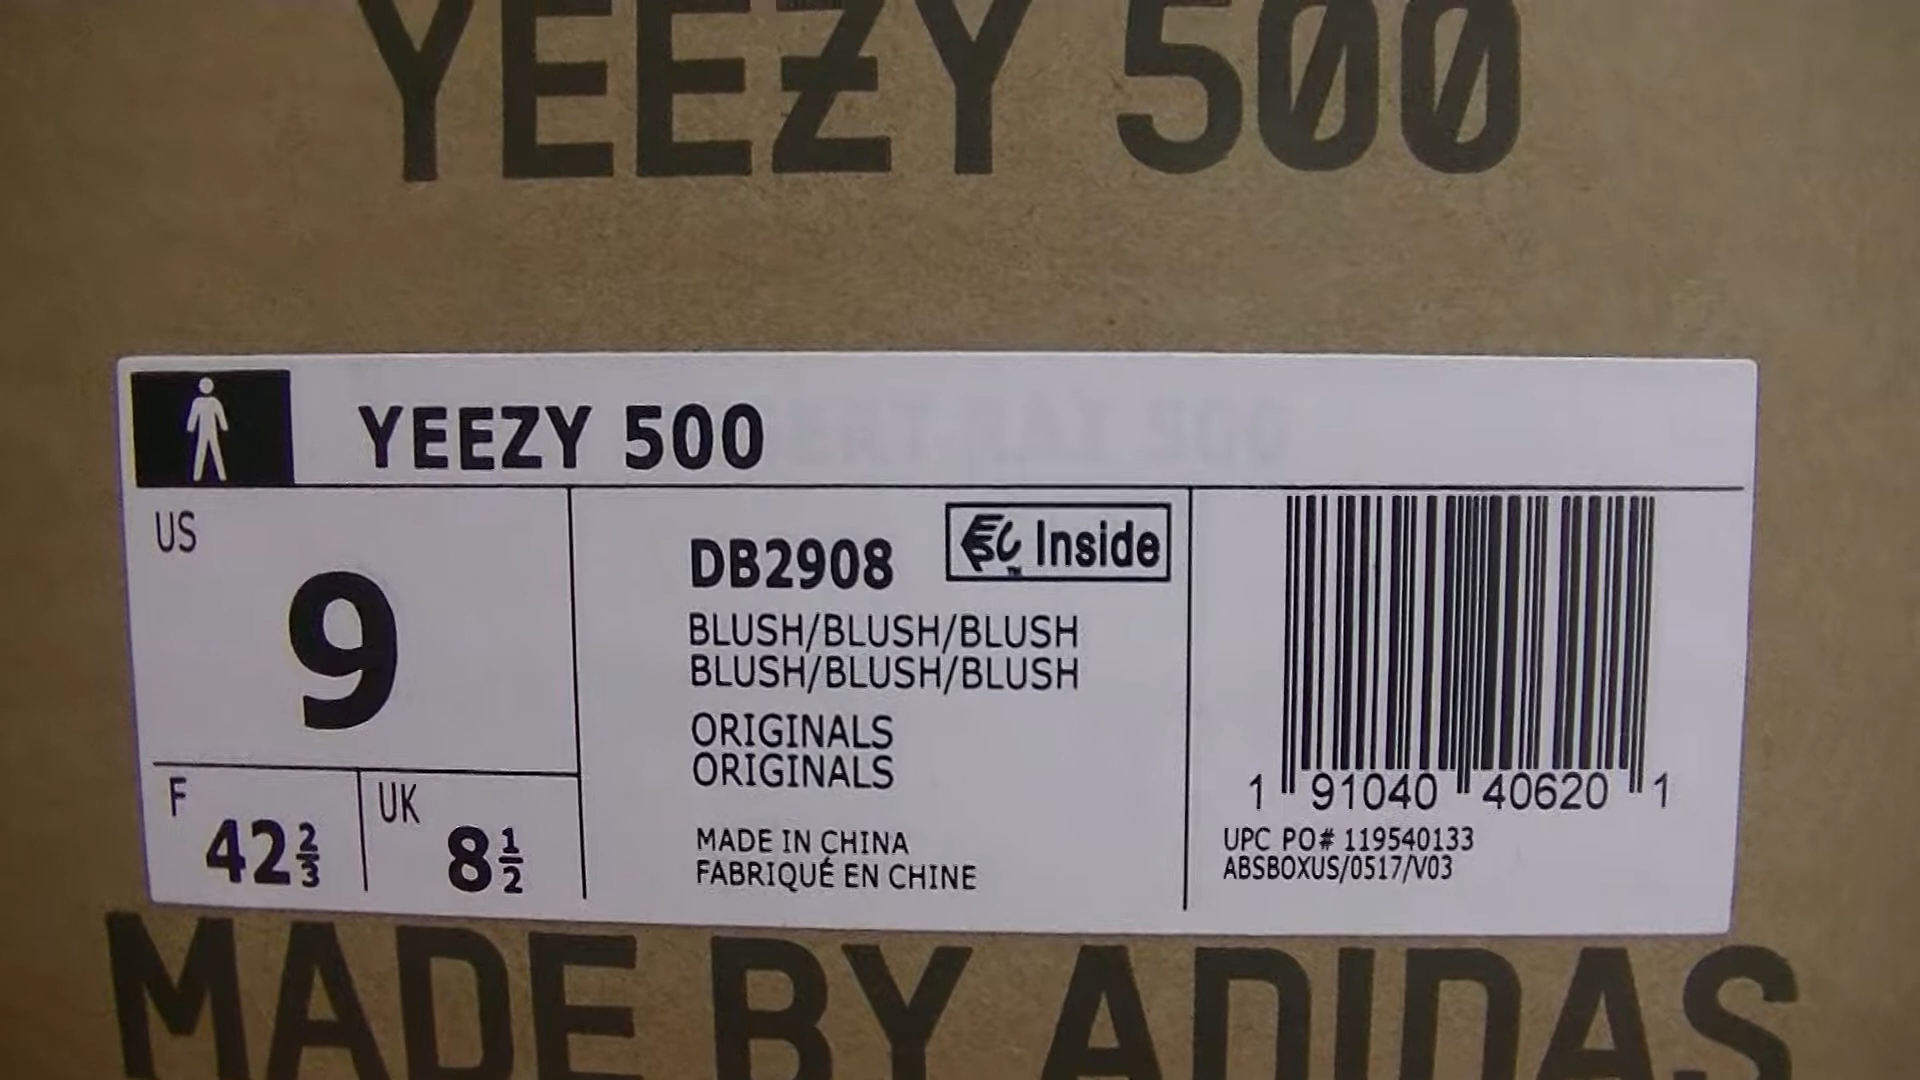 YEEZY 500
YEEZY 500
US
9
F
42 2/3
UK
8 1/2
DB2908
Inside
BLUSH/BLUSH/BLUSH
BLUSH/BLUSH/BLUSH
ORIGINALS
ORIGINALS
MADE IN CHINA
FABRIQUÉ EN CHINE
1 91040 40620 1
UPC PO# 119540133
ABSBOXUS/0517/V03
MADE BY ADIDAS